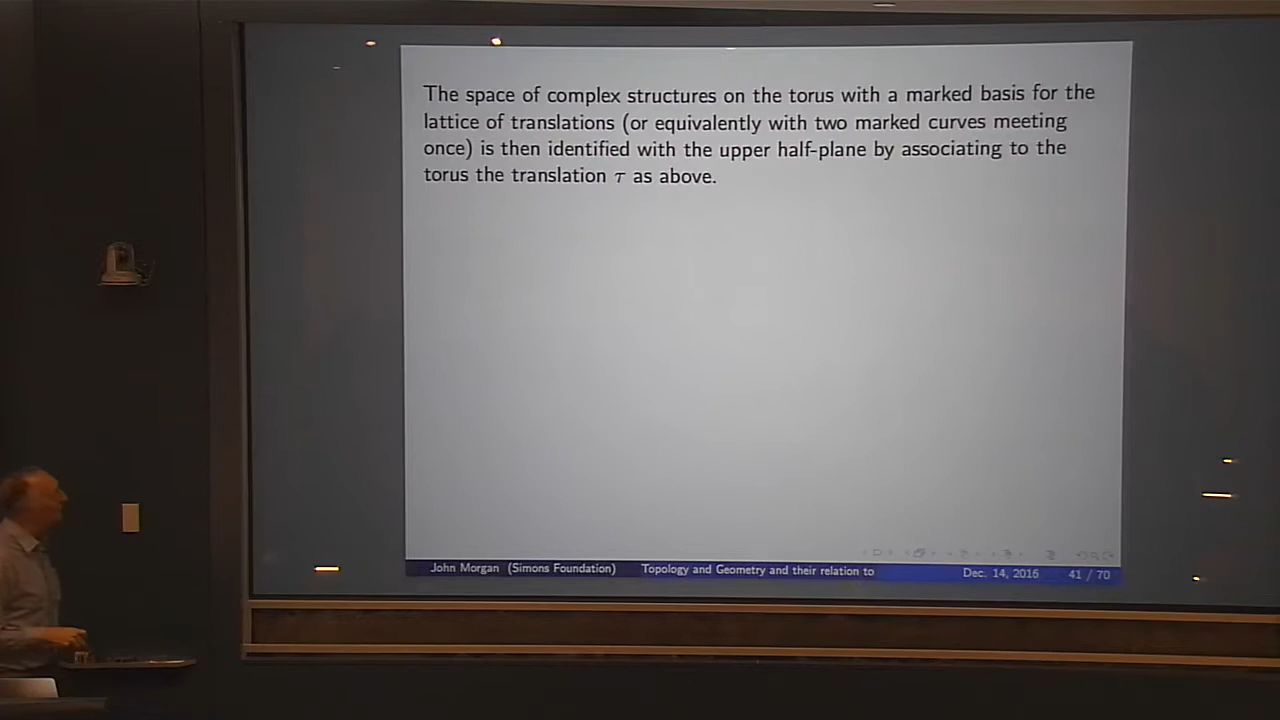 The space of complex structures on the torus with a marked basis for the
lattice of translations (or equivalently with two marked curves meeting
once) is then identified with the upper half-plane by associating to the
torus the translation τ as above.
John Morgan (Simons Foundation) Topology and Geometry and their relation to Dec. 14, 2016 41 / 70